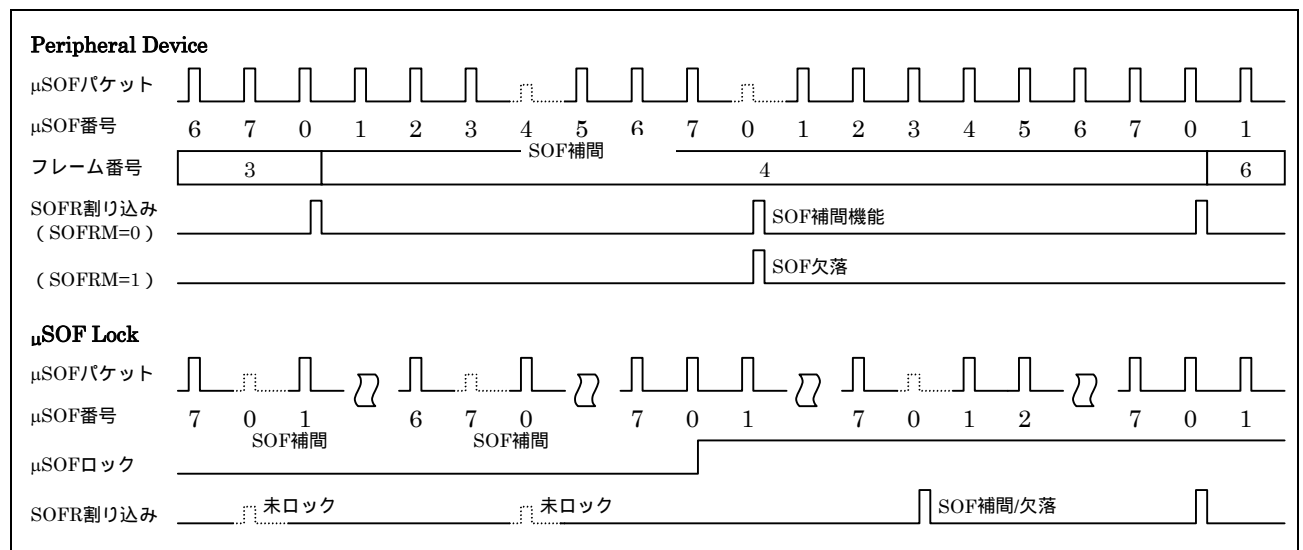 Peripheral Device
μSOFパケット
μSOF番号 6 7 0 1 2 3 4 5 6 7 0 1 2 3 4 5 6 7 0 1
SOF補間
フレーム番号 3 4 6
SOFR割り込み
( SOFRM=0 ) SOF補間機能
( SOFRM=1 ) SOF欠落
μSOF Lock
μSOFパケット
μSOF番号 7 0 1 6 7 0 7 0 1 7 0 1 2 7 0 1
SOF補間 SOF補間
μSOFロック
SOFR割り込み 未ロック 未ロック SOF補間/欠落